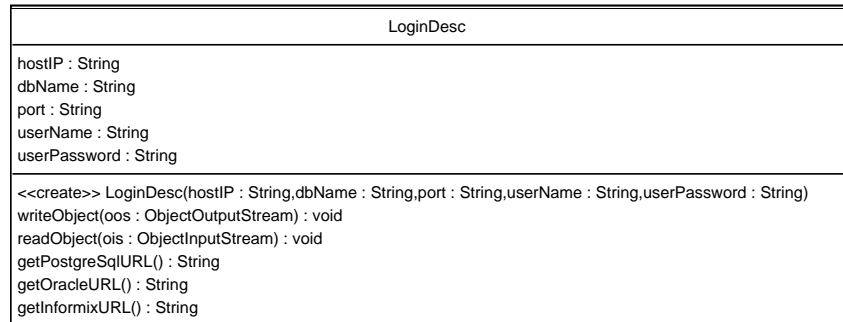 LoginDesc
hostIP : String
dbName : String
port : String
userName : String
userPassword : String
<<create>> LoginDesc(hostIP : String,dbName : String,port : String,userName : String,userPassword : String)
writeObject(oos : ObjectOutputStream) : void
readObject(ois : ObjectInputStream) : void
getPostgreSqlURL() : String
getOracleURL() : String
getInformixURL() : String